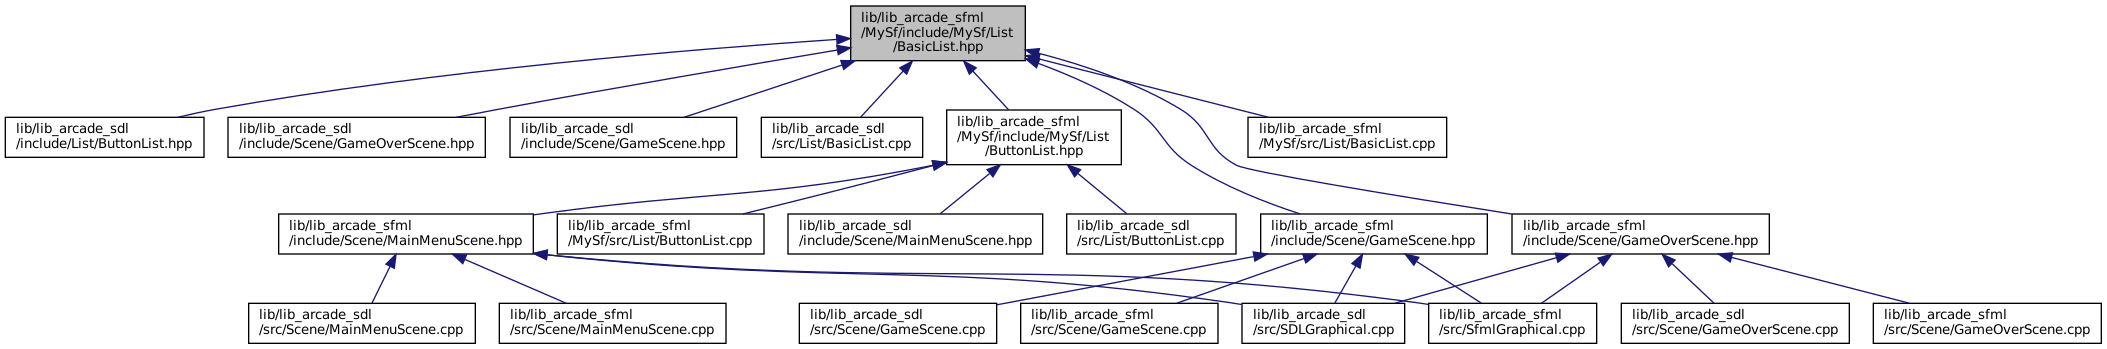 lib/lib_arcade_sfml
/MySf/include/MySf/List
/BasicList.hpp
lib/lib_arcade_sdl
/include/List/ButtonList.hpp
lib/lib_arcade_sdl
/include/Scene/GameOverScene.hpp
lib/lib_arcade_sdl
/include/Scene/GameScene.hpp
lib/lib_arcade_sdl
/src/List/BasicList.cpp
lib/lib_arcade_sfml
/MySf/include/MySf/List
/ButtonList.hpp
lib/lib_arcade_sfml
/MySf/src/List/BasicList.cpp
lib/lib_arcade_sfml
/include/Scene/MainMenuScene.hpp
lib/lib_arcade_sfml
/MySf/src/List/ButtonList.cpp
lib/lib_arcade_sdl
/include/Scene/MainMenuScene.hpp
lib/lib_arcade_sdl
/src/List/ButtonList.cpp
lib/lib_arcade_sfml
/include/Scene/GameScene.hpp
lib/lib_arcade_sfml
/include/Scene/GameOverScene.hpp
lib/lib_arcade_sdl
/src/Scene/MainMenuScene.cpp
lib/lib_arcade_sfml
/src/Scene/MainMenuScene.cpp
lib/lib_arcade_sdl
/src/Scene/GameScene.cpp
lib/lib_arcade_sfml
/src/Scene/GameScene.cpp
lib/lib_arcade_sdl
/src/SDLGraphical.cpp
lib/lib_arcade_sfml
/src/SfmlGraphical.cpp
lib/lib_arcade_sdl
/src/Scene/GameOverScene.cpp
lib/lib_arcade_sfml
/src/Scene/GameOverScene.cpp